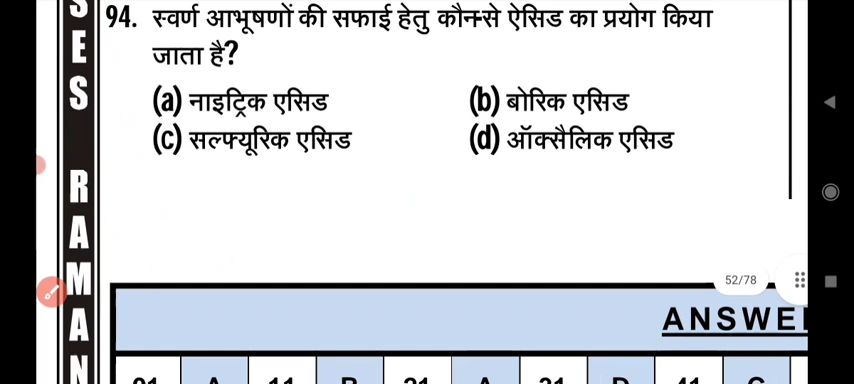 E
S
R
A
M
A
N
94. स्वर्ण आभूषणों की सफाई हेतु कौन-से ऐसिड का प्रयोग किया
जाता है?
(a) नाइट्रिक एसिड (b) बोरिक एसिड
(c) सल्फ्यूरिक एसिड (d) ऑक्सैलिक एसिड
52/78
ANSWE